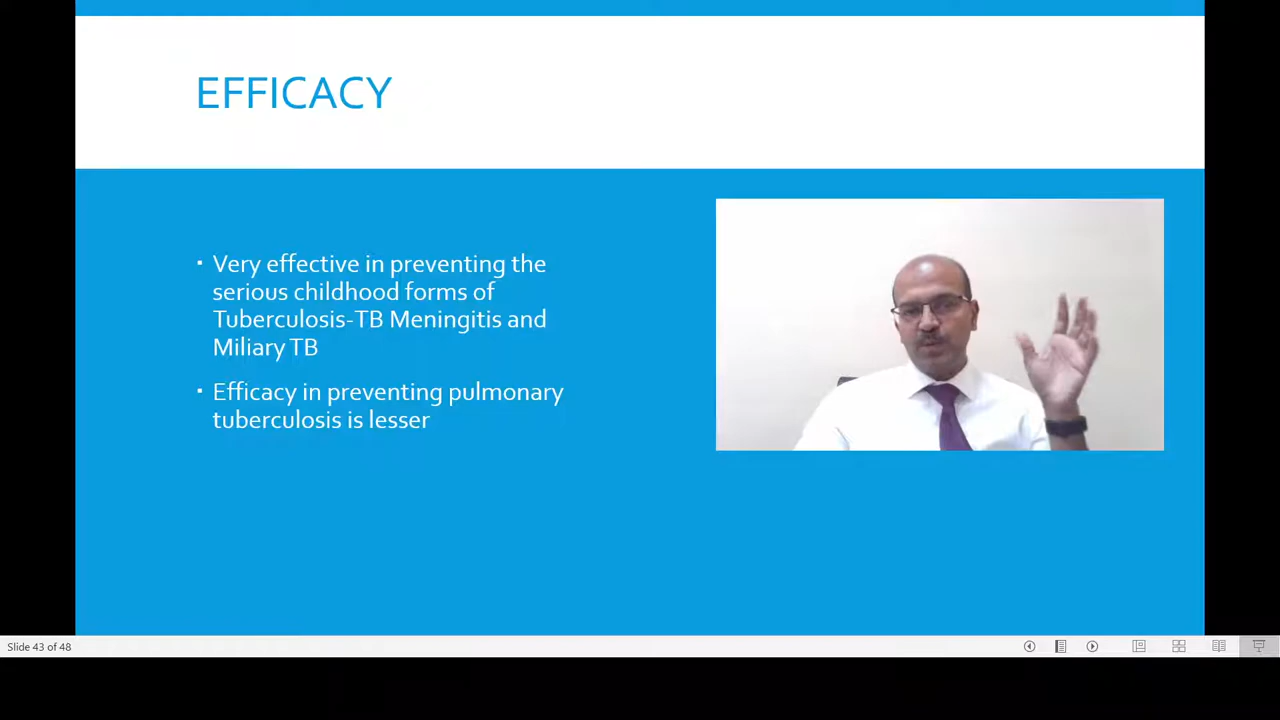 EFFICACY
▪ Very effective in preventing the
serious childhood forms of
Tuberculosis-TB Meningitis and
Miliary TB
▪ Efficacy in preventing pulmonary
tuberculosis is lesser
Slide 43 of 48